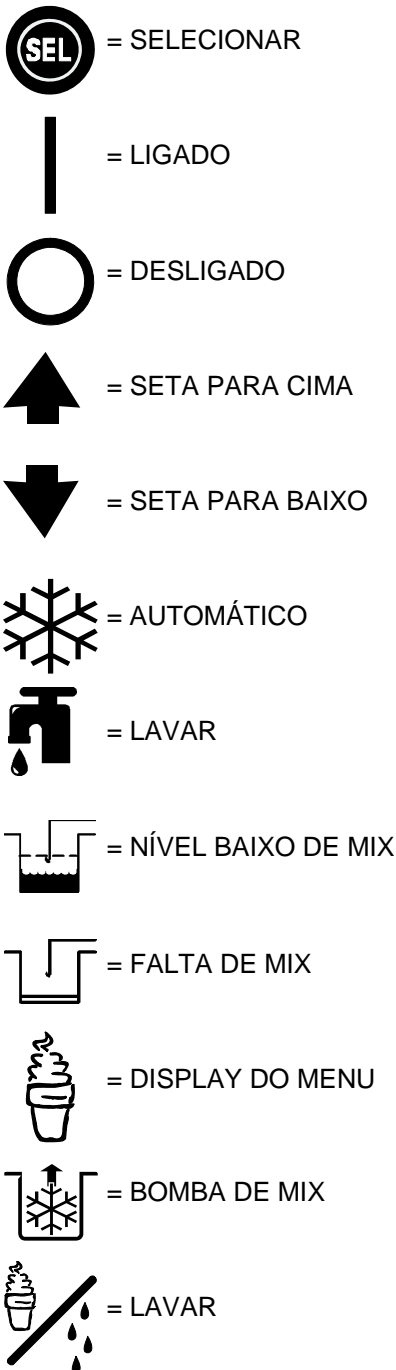 SEL = SELECIONAR
= LIGADO
= DESLIGADO
= SETA PARA CIMA
= SETA PARA BAIXO
= AUTOMÁTICO
= LAVAR
= NÍVEL BAIXO DE MIX
= FALTA DE MIX
= DISPLAY DO MENU
= BOMBA DE MIX
= LAVAR